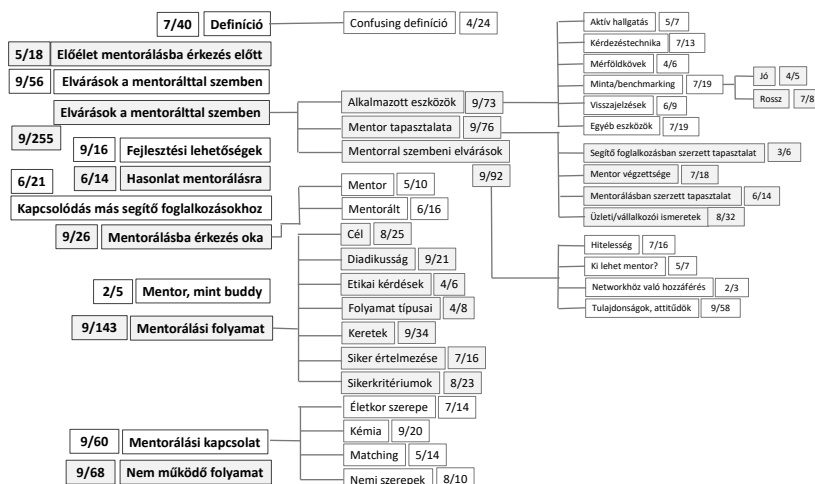 7/40 Definíció
Confusing definíció 4/24
5/18 Előélet mentorálásba érkezés előtt
9/56 Elvárások a mentorálttal szemben
Elvárások a mentorálttal szemben
9/255
Alkalmazott eszközök 9/73
Aktív hallgatás 5/7
Kérdezéstechnika 7/13
Mérföldkövek 4/6
Minta/benchmarking 7/19
Jó 4/5
Rossz 7/8
Visszajelzések 6/9
Egyéb eszközök 7/19
Mentor tapasztalata 9/76
Segítő foglalkozásban szerzett tapasztalat 3/6
Mentor végzettsége 7/18
Mentorálásban szerzett tapasztalat 6/14
Üzleti/vállalkozói ismeretek 8/32
Mentorral szembeni elvárások
9/92
Hitelesség 7/16
Ki lehet mentor? 5/7
Networkhöz való hozzáférés 2/3
Tulajdonságok, attitűdök 9/58
9/16 Fejlesztési lehetőségek
6/14 Hasonlat mentorálásra
6/21
Kapcsolódás más segítő foglalkozásokhoz
9/26 Mentorálásba érkezés oka
Mentor 5/10
Mentorált 6/16
2/5 Mentor, mint buddy
9/143 Mentorálási folyamat
Cél 8/25
Diadikusság 9/21
Etikai kérdések 4/6
Folyamat típusai 4/8
Keretek 9/34
Siker értelmezése 7/16
Sikerkritériumok 8/23
9/60 Mentorálási kapcsolat
Életkor szerepe 7/14
Kémia 9/20
Matching 5/14
Nemi szerepek 8/10
9/68 Nem működő folyamat